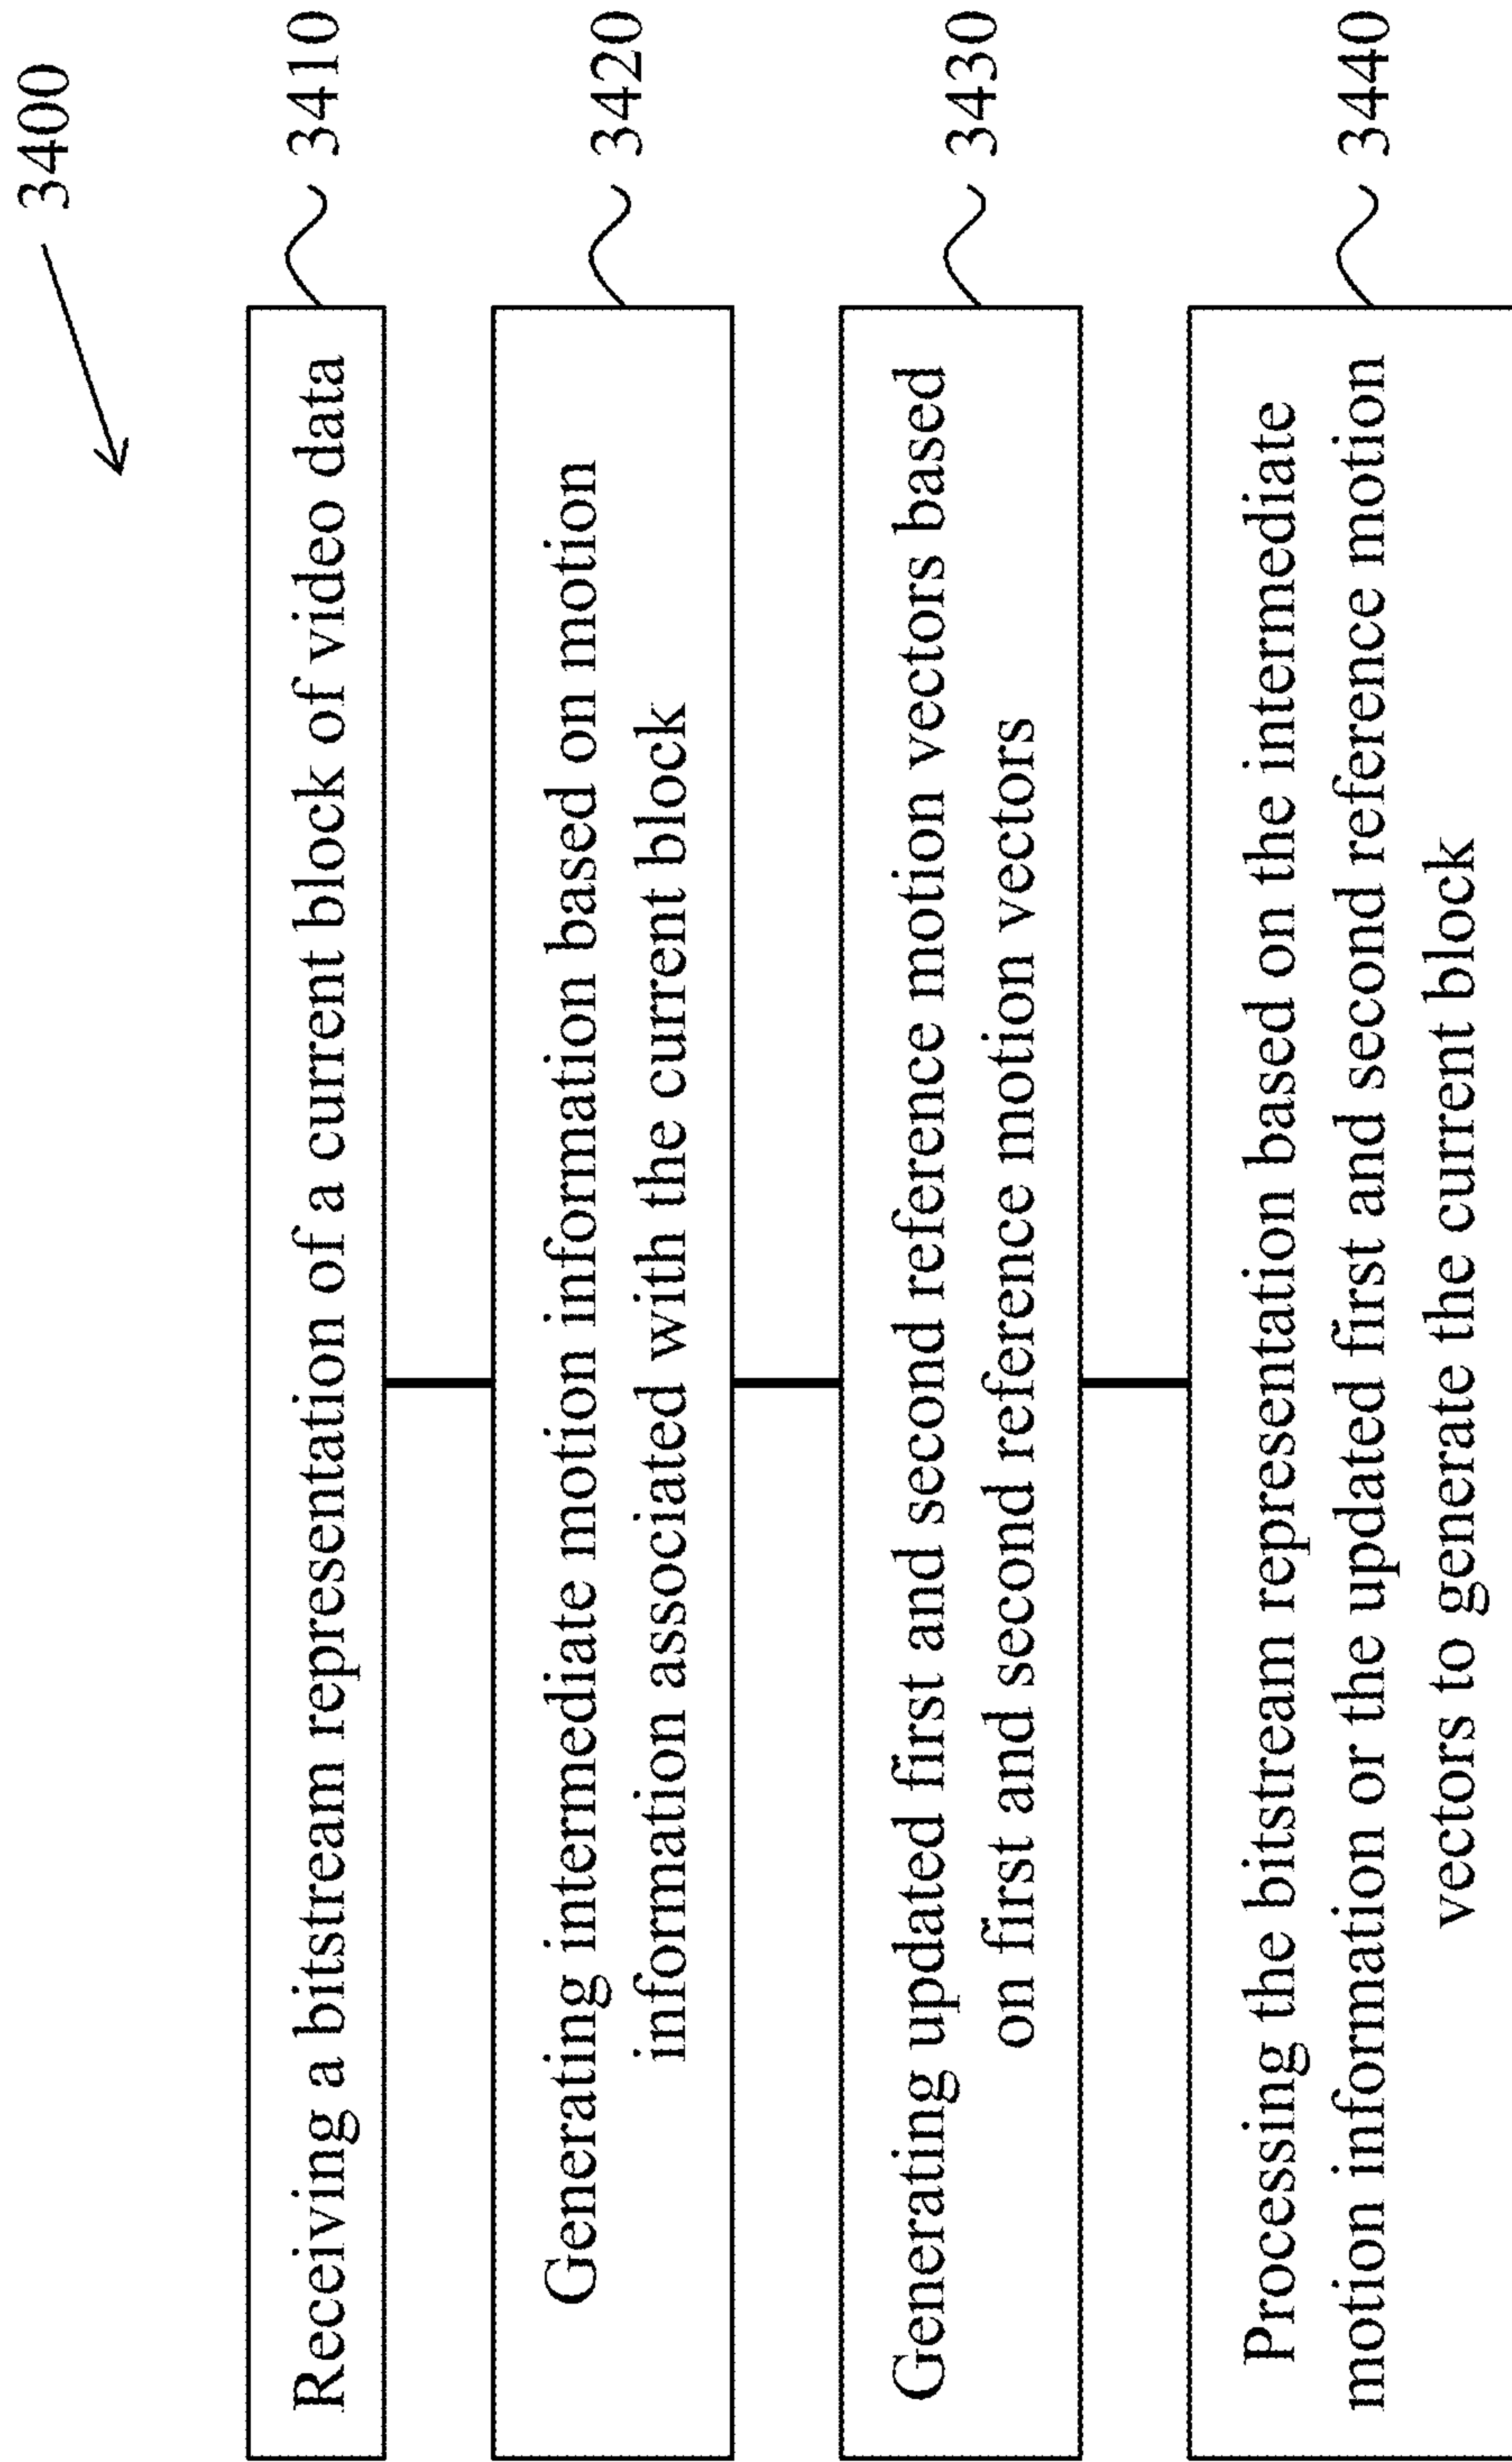 3400
Receiving a bitstream representation of a current block of video data
3410
Generating intermediate motion information based on motion
information associated with the current block
3420
Generating updated first and second reference motion vectors based
on first and second reference motion vectors
3430
Processing the bitstream representation based on the intermediate
motion information or the updated first and second reference motion
vectors to generate the current block
3440